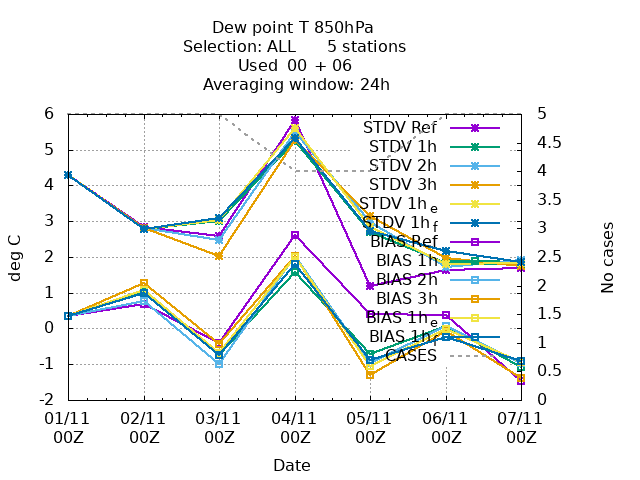 Dew point T 850hPa
Selection: ALL 5 stations
Used 00 + 06
Averaging window: 24h
6 5
5 4.5
4 4
3 3.5
2 3
1 2.5
0 2
-1 1.5
-2 1
0.5
0
deg C
No cases
STDV Ref
STDV 1h
STDV 2h
STDV 3h
STDV 1h e
STDV 1h f
BIAS Ref
BIAS 1h
BIAS 2h
BIAS 3h
BIAS 1h e
BIAS 1h f
CASES
01/11 02/11 03/11 04/11 05/11 06/11 07/11
00Z 00Z 00Z 00Z 00Z 00Z 00Z
Date